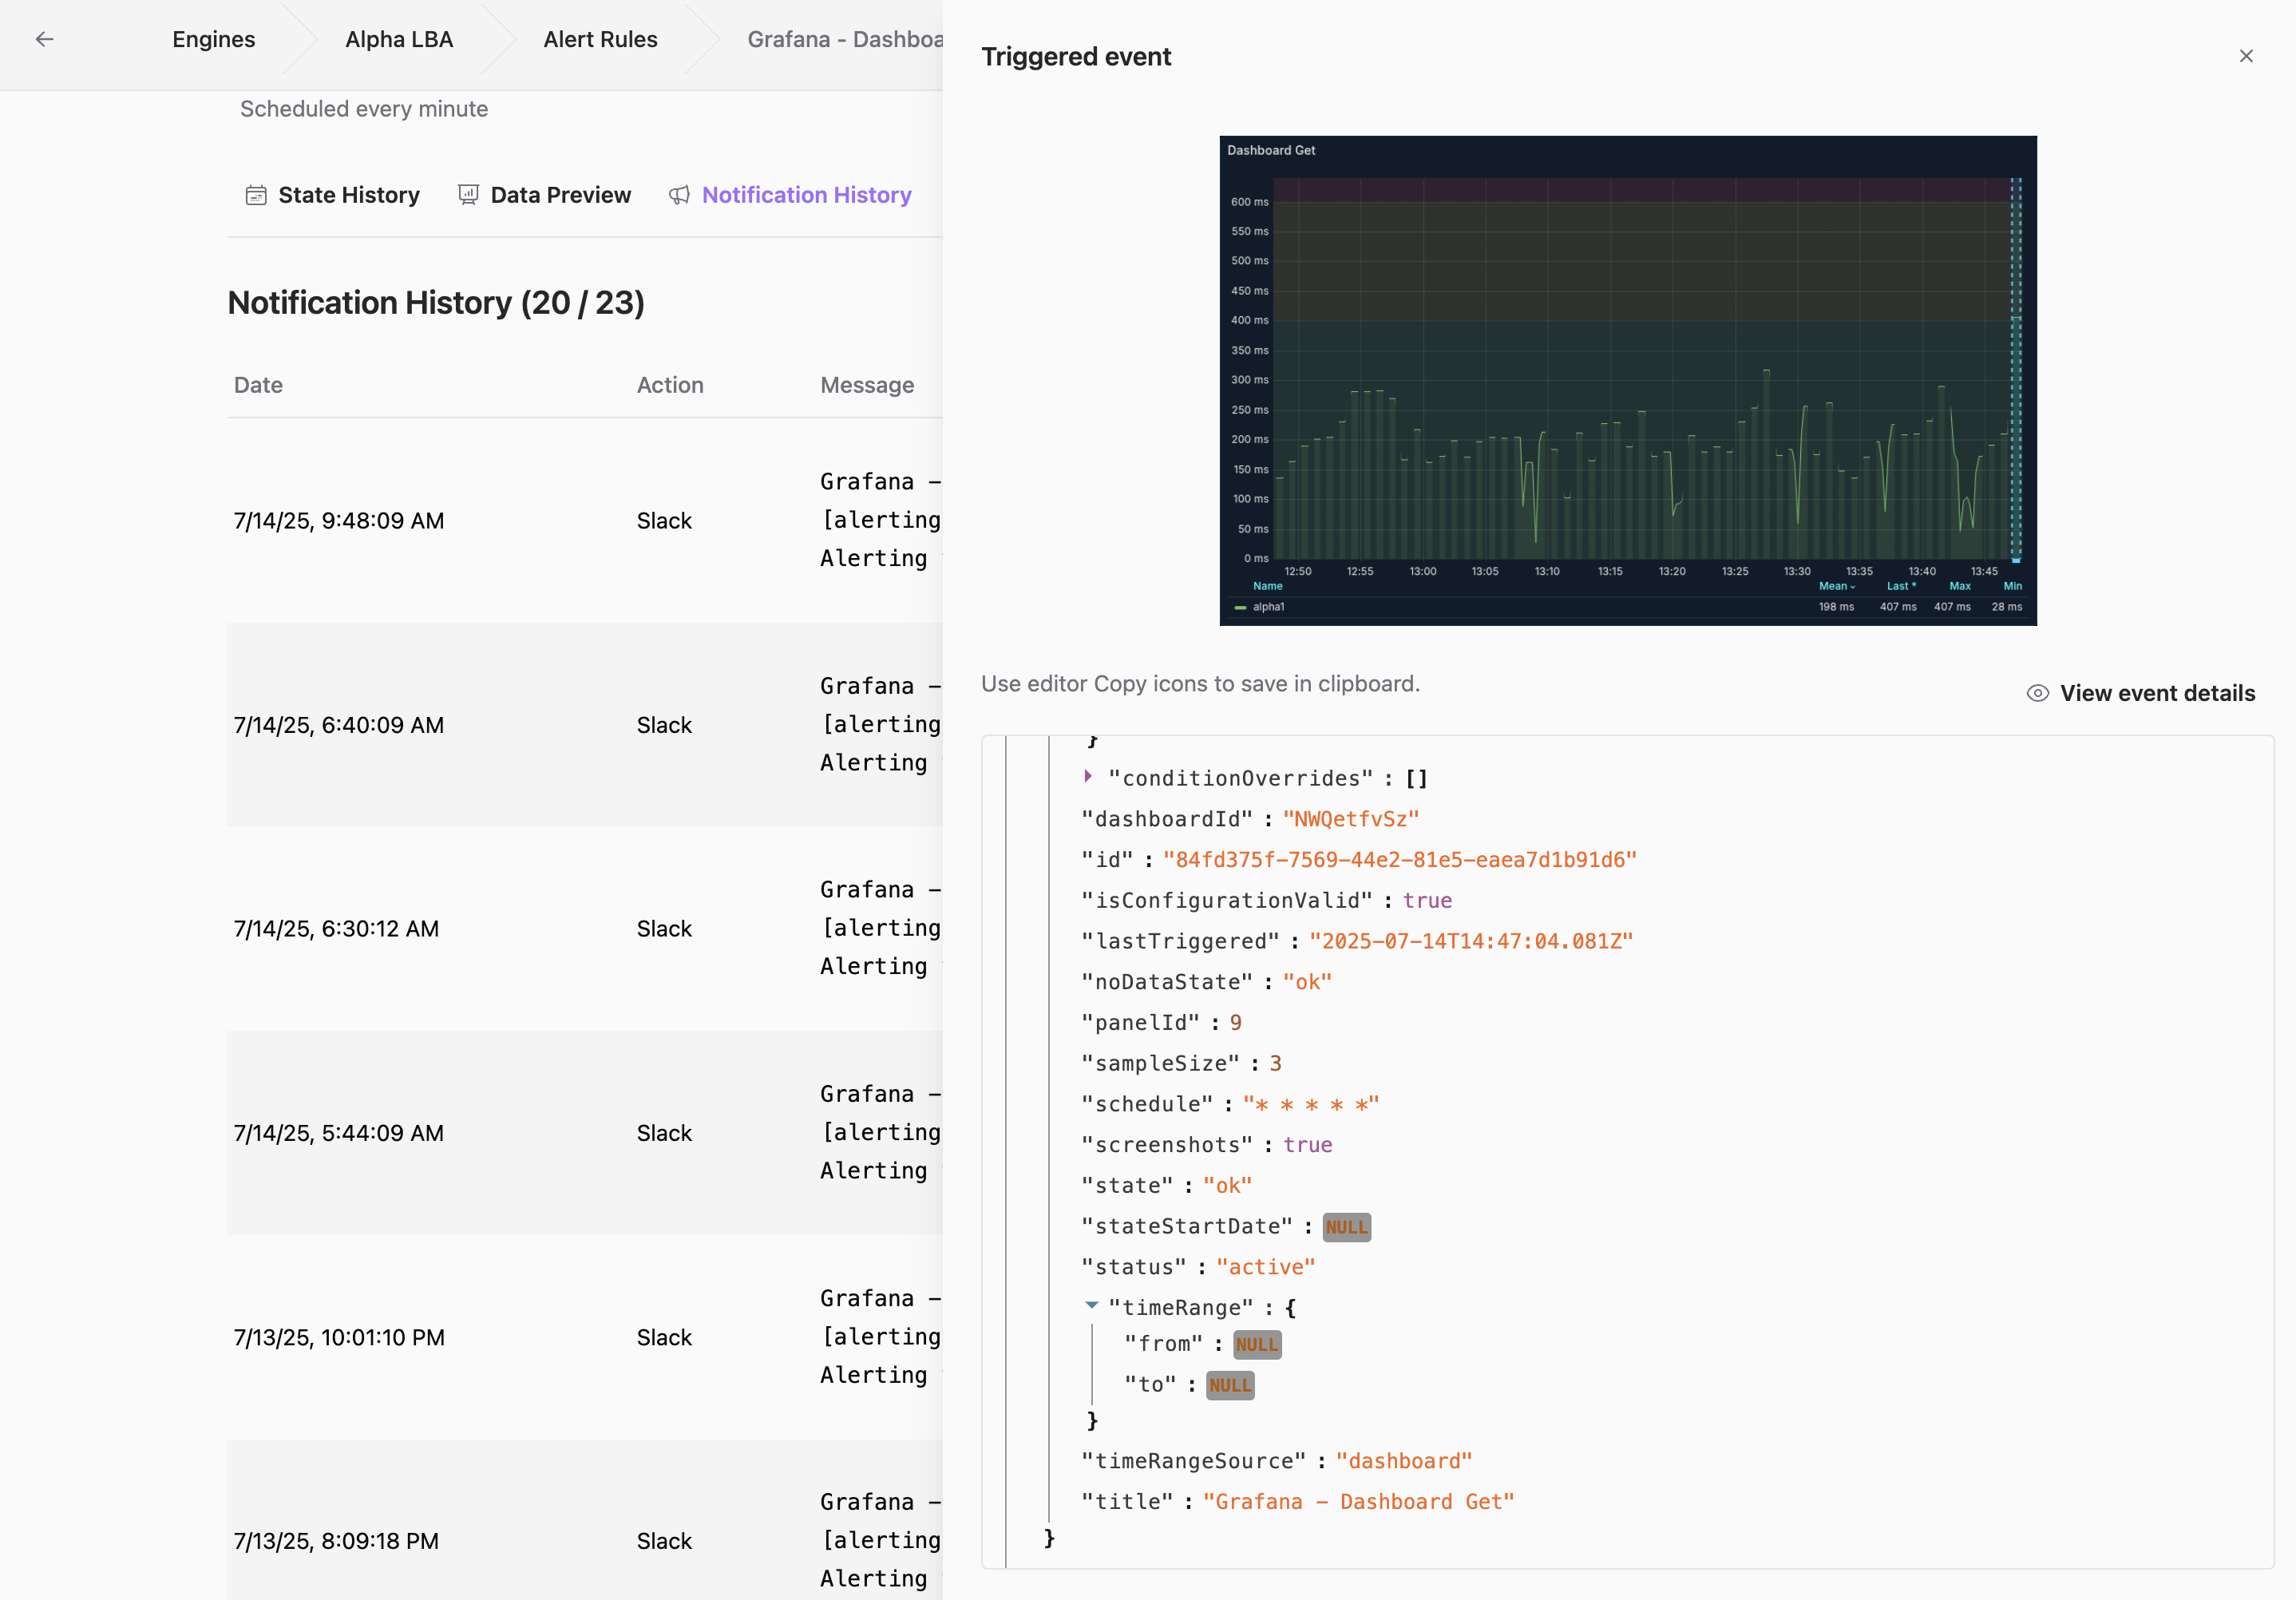 Engines
Alpha LBA
Alert Rules
Grafana - Dashboa
Scheduled every minute
State History
Data Preview
Notification History
Notification History (20 / 23)
Date Action Message
7/14/25, 9:48:09 AM Slack
Grafana –
[alerting
Alerting
7/14/25, 6:40:09 AM Slack
Grafana –
[alerting
Alerting
7/14/25, 6:30:12 AM Slack
Grafana –
[alerting
Alerting
7/14/25, 5:44:09 AM Slack
Grafana –
[alerting
Alerting
7/13/25, 10:01:10 PM Slack
Grafana –
[alerting
Alerting
7/13/25, 8:09:18 PM Slack
Grafana –
[alerting
Alerting
Triggered event
Dashboard Get
600 ms
550 ms
500 ms
450 ms
400 ms
350 ms
300 ms
250 ms
200 ms
150 ms
100 ms
50 ms
0 ms
12:50 12:55 13:00 13:05 13:10 13:15 13:20 13:25 13:30 13:35 13:40 13:45
Name Mean Last * Max Min
alpha1 198 ms 407 ms 407 ms 28 ms
Use editor Copy icons to save in clipboard.
View event details
}
"conditionOverrides" : []
"dashboardId" : "NWQetfvSz"
"id" : "84fd375f-7569-44e2-81e5-eaea7d1b91d6"
"isConfigurationValid" : true
"lastTriggered" : "2025-07-14T14:47:04.081Z"
"noDataState" : "ok"
"panelId" : 9
"sampleSize" : 3
"schedule" : "* * * * *"
"screenshots" : true
"state" : "ok"
"stateStartDate" : NULL
"status" : "active"
"timeRange" : {
"from" : NULL
"to" : NULL
}
"timeRangeSource" : "dashboard"
"title" : "Grafana – Dashboard Get"
}